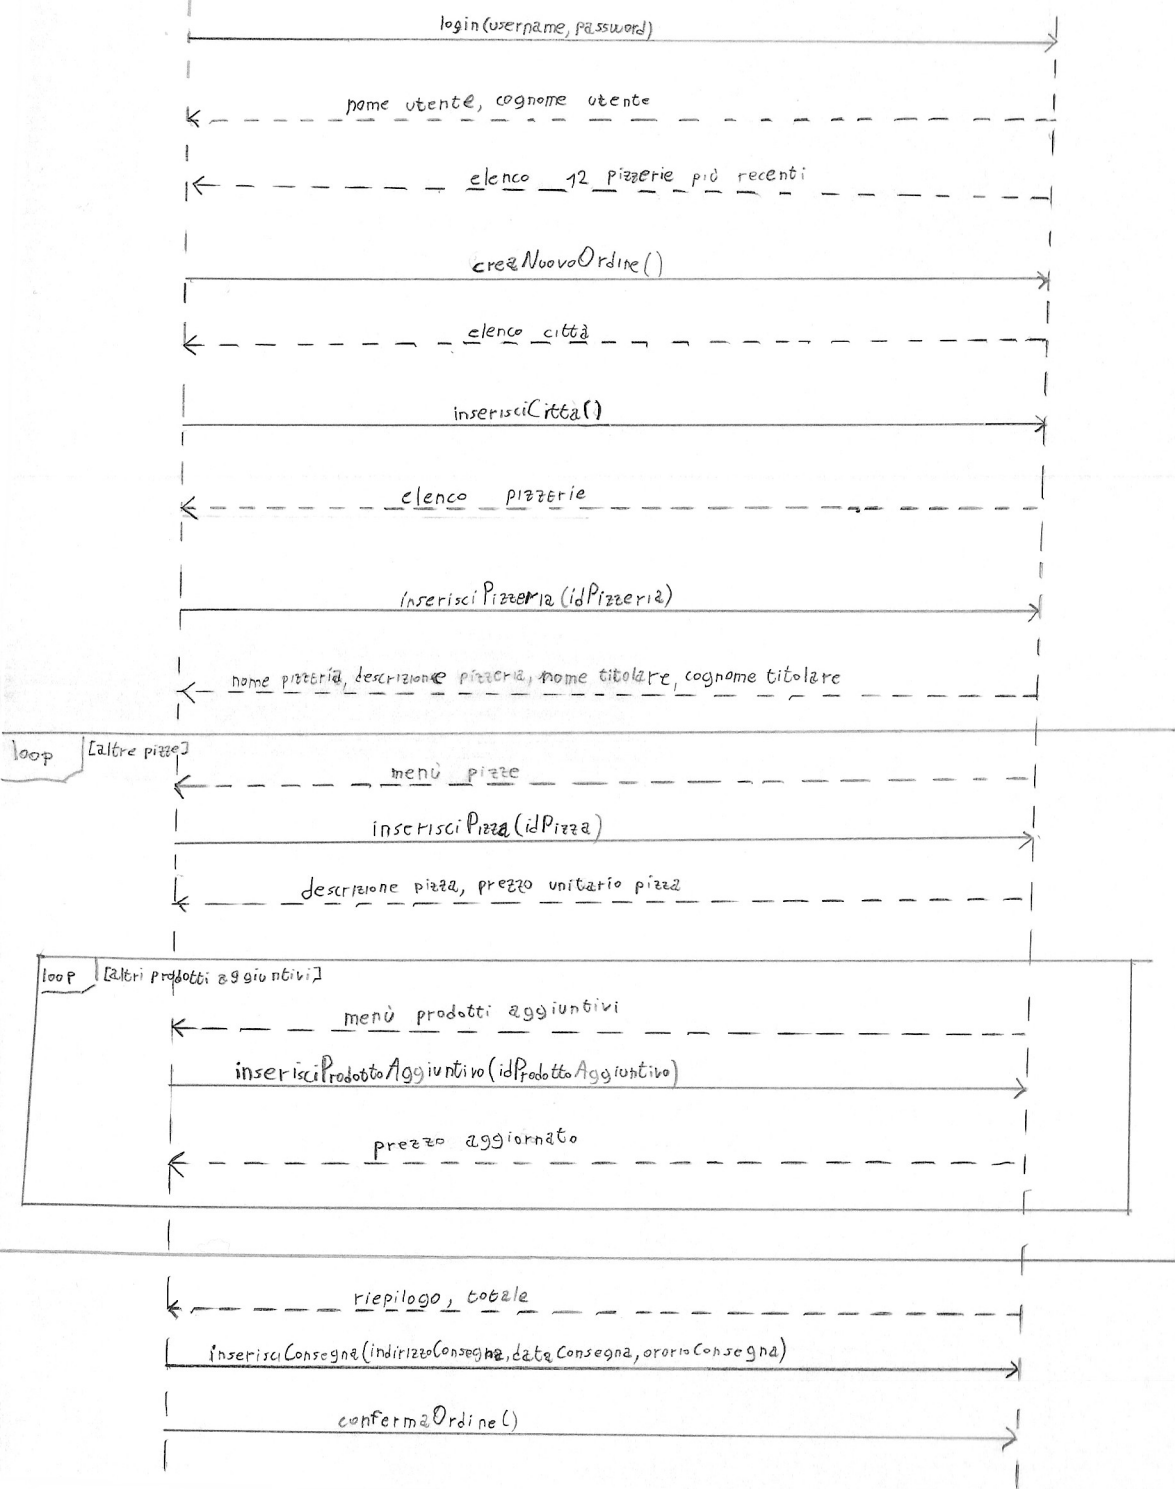 login(username, password)
nome utente, cognome utente
elenco 12 pizzerie più recenti
creaNuovoOrdine()
elenco città
inserisciCittà()
elenco pizzerie
inserisciPizzeria(idPizzeria)
nome pizzeria, descrizione pizzeria, nome titolare, cognome titolare
loop [altre pizze]
menù pizze
inserisciPizza(idPizza)
descrizione pizza, prezzo unitario pizza
loop [altri prodotti aggiuntivi]
menù prodotti aggiuntivi
inserisciProdottoAggiuntivo(idProdottoAggiuntivo)
prezzo aggiornato
riepilogo, totale
inserisciConsegna(indirizzoConsegna, dataConsegna, orarioConsegna)
confermaOrdine()